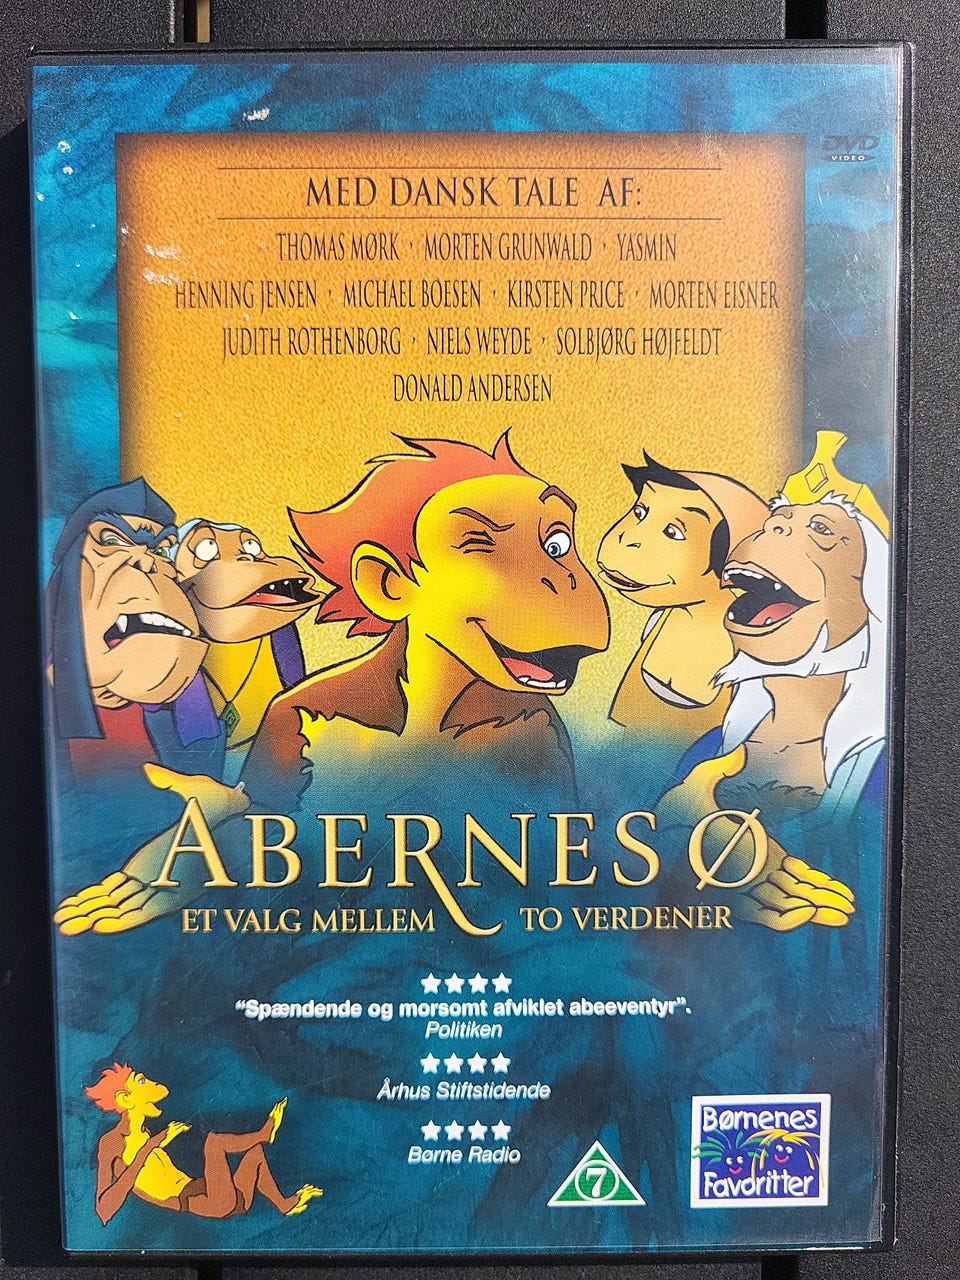 DVD
VIDEO
MED DANSK TALE AF:
THOMAS MØRK · MORTEN GRUNWALD · YASMIN
HENNING JENSEN · MICHAEL BOESEN · KIRSTEN PRICE · MORTEN EISNER
JUDITH ROTHENBORG · NIELS WEYDE · SOLBJØRG HØJFELDT
DONALD ANDERSEN
ABERNES Ø
ET VALG MELLEM TO VERDENER
"Spændende og morsomt afviklet abeeventyr".
Politiken
Århus Stiftstidende
Børne Radio
7
Børnenes
Favoritter